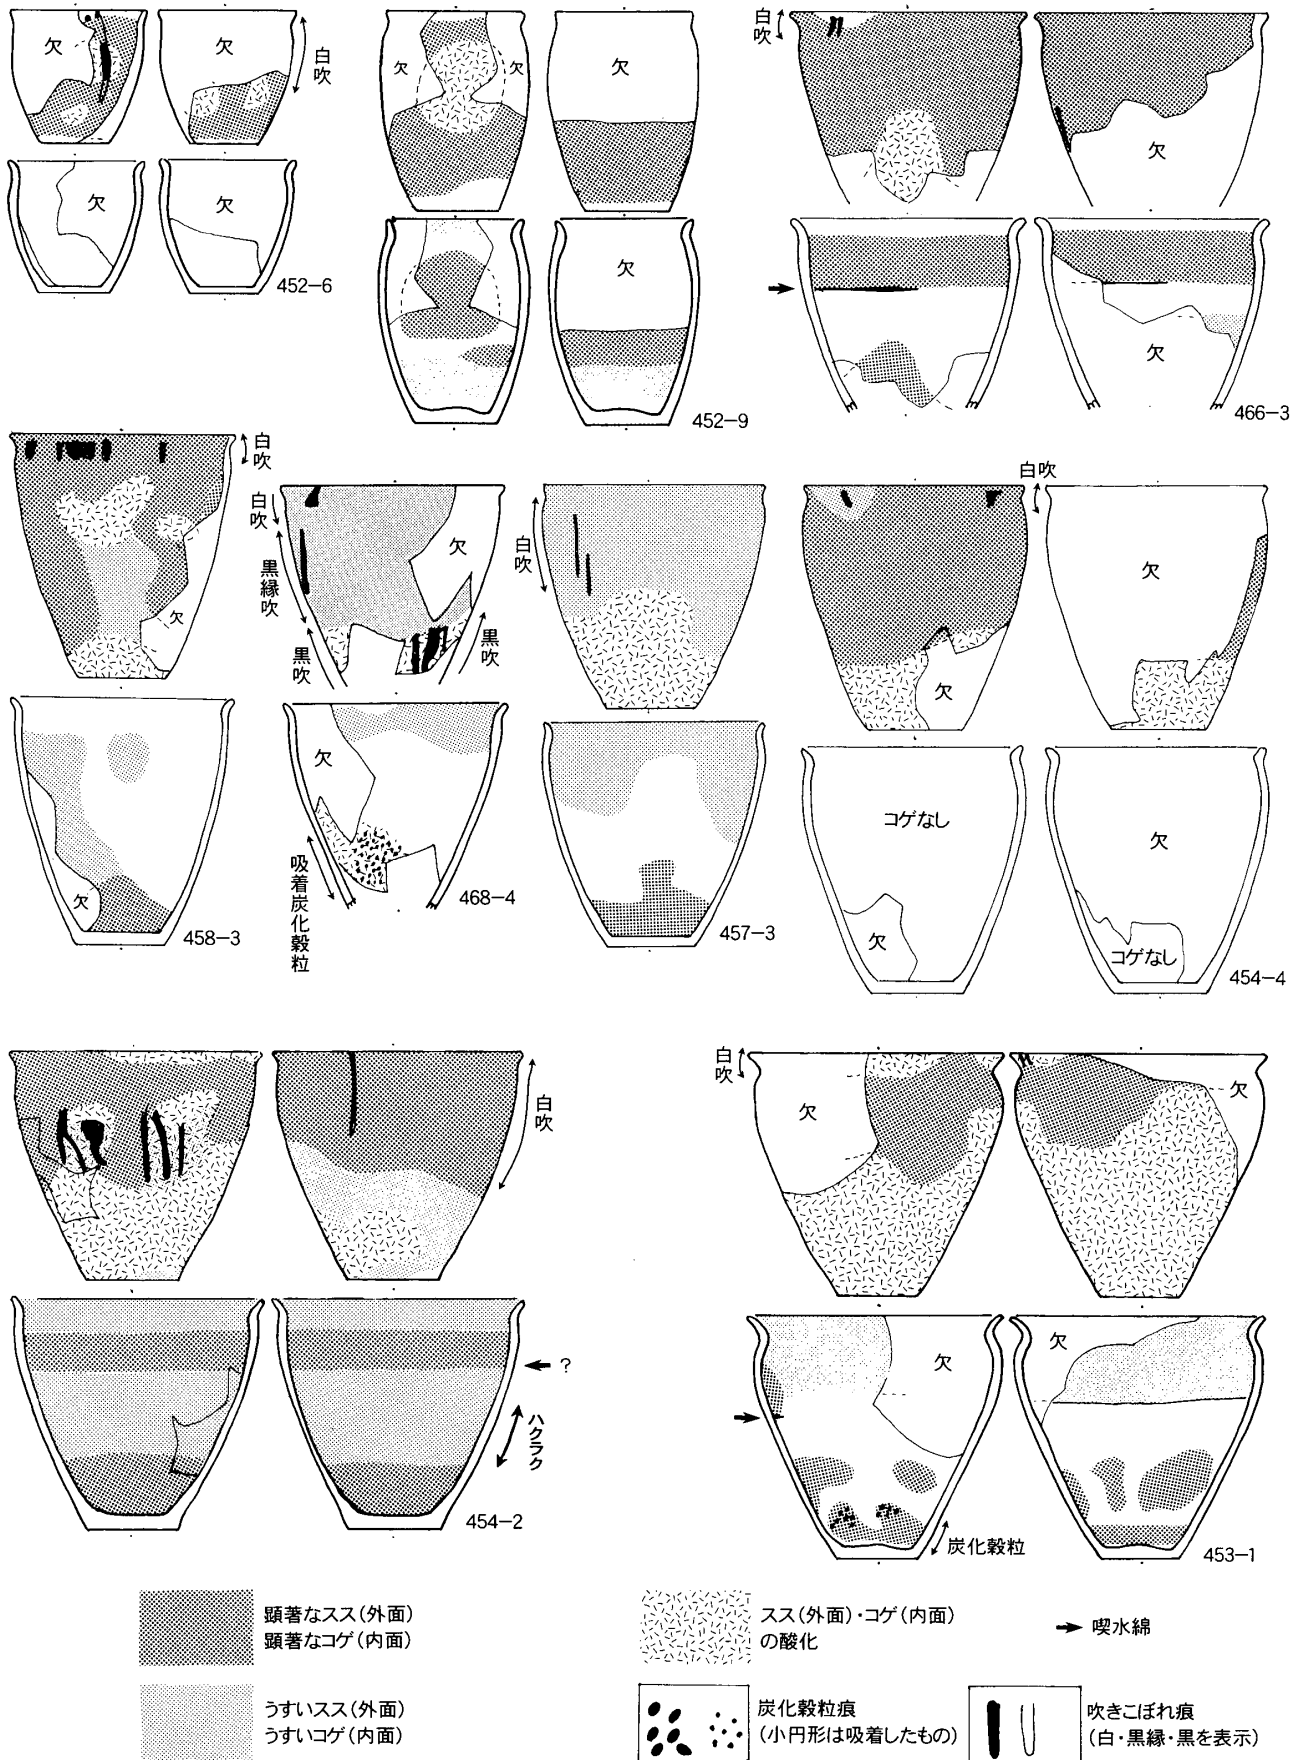 欠
欠
白吹
欠
欠
452−6
欠
欠
欠
欠
452−9
白吹
欠
欠
466−3
白吹
欠
458−3
欠
白吹
黒縁吹
黒吹
欠
黒吹
欠
吸着炭化穀粒
468−4
白吹
457−3
白吹
欠
欠
コゲなし
欠
欠
コゲなし
454−4
白吹
?
ハクラク
454−2
白吹
欠
欠
欠
欠
炭化穀粒
453−1
顕著なスス(外面)
顕著なコゲ(内面)
うすいスス(外面)
うすいコゲ(内面)
スス(外面)・コゲ(内面)
の酸化
炭化穀粒痕
(小円形は吸着したもの)
喫水綿
吹きこぼれ痕
(白・黒縁・黒を表示)